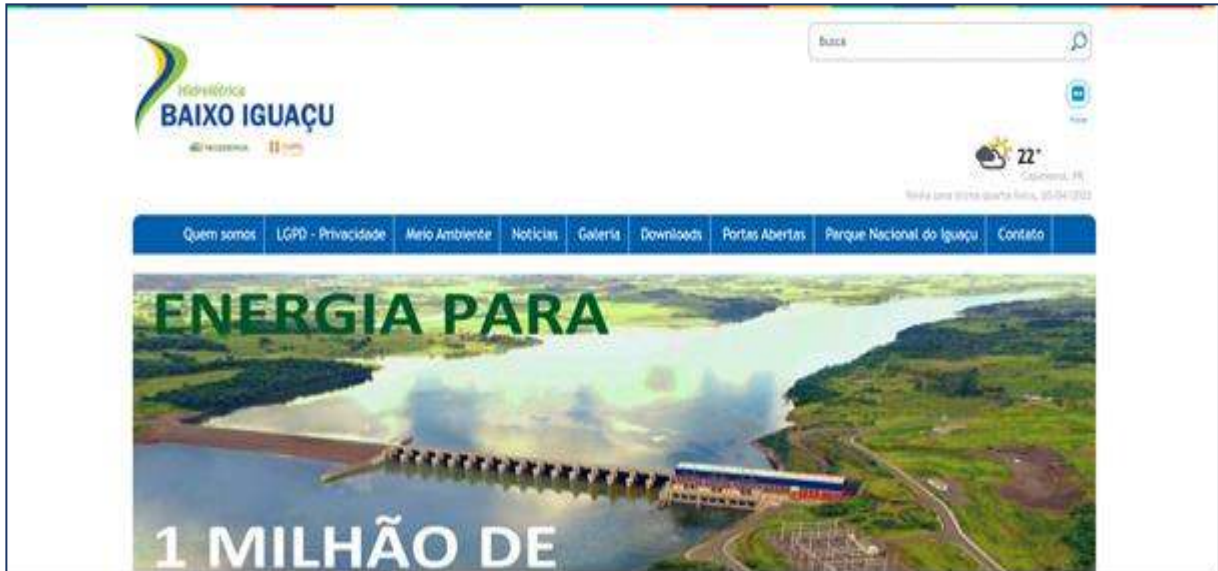 Busca
Hidrelétrica
BAIXO IGUAÇU
22°
Quem somos LGPD - Privacidade Meio Ambiente Notícias Galeria Downloads Portas Abertas Parque Nacional do Iguaçu Contato
ENERGIA PARA
1 MILHÃO DE